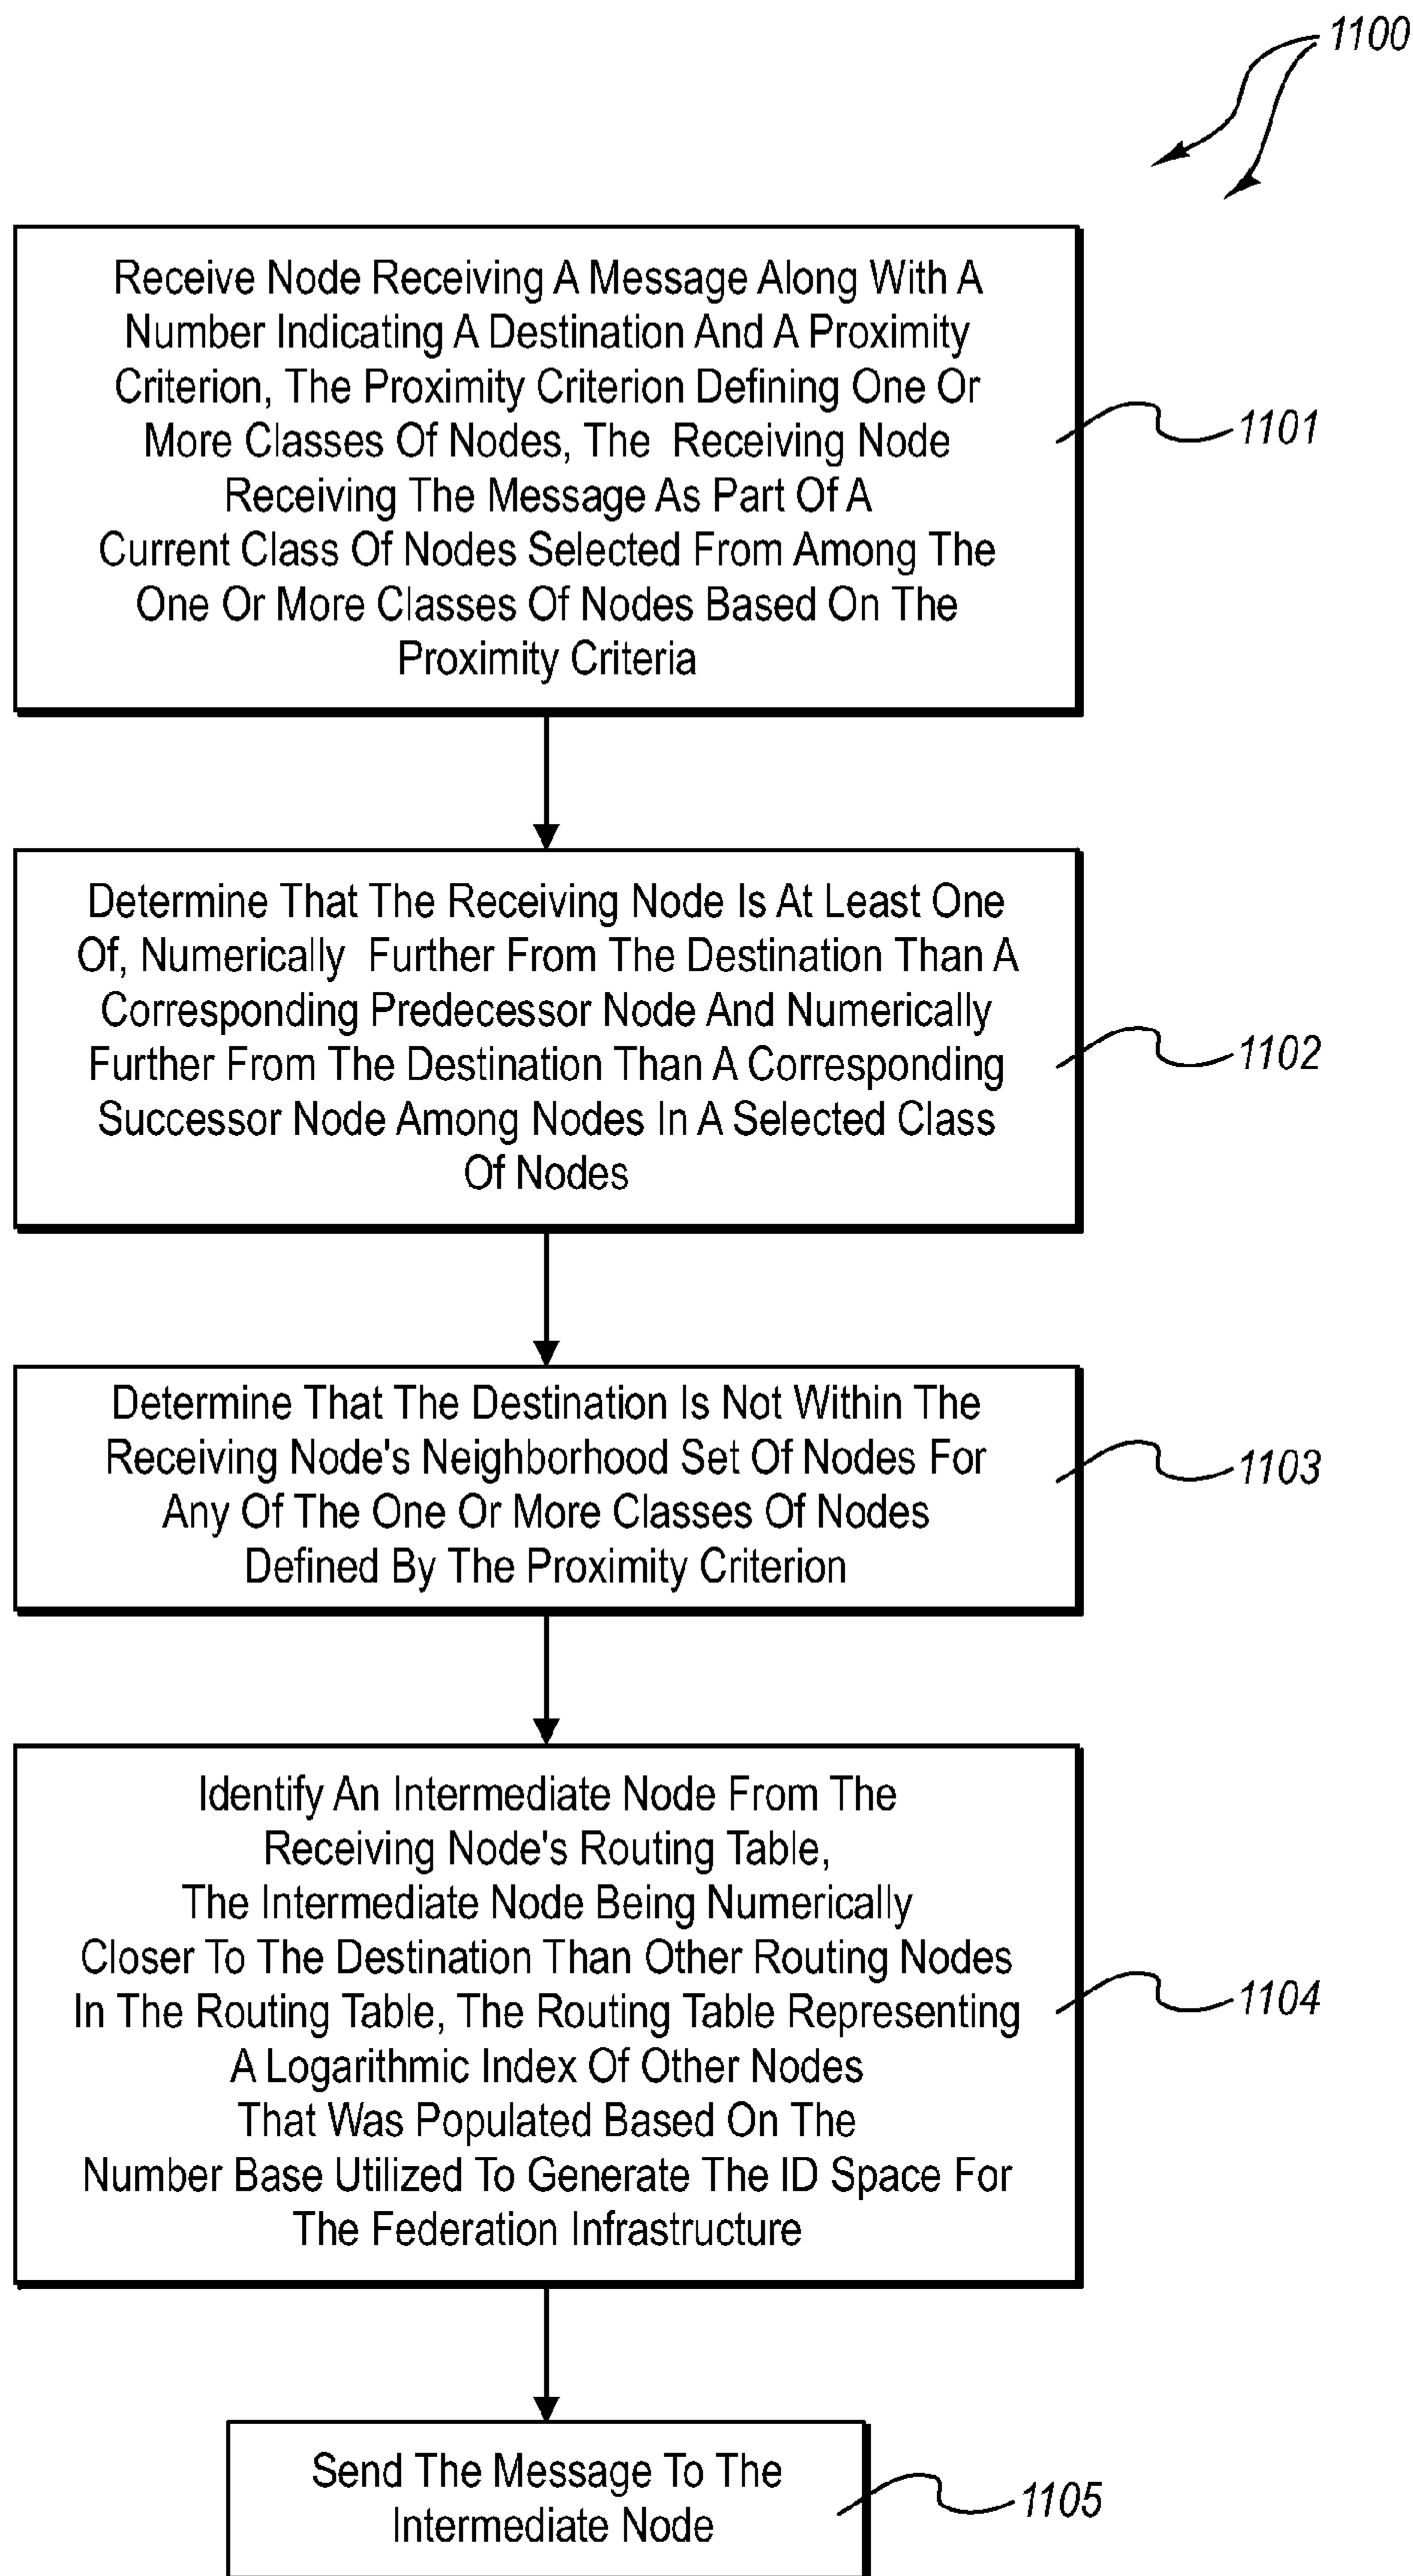 1100
Receive Node Receiving A Message Along With A
Number Indicating A Destination And A Proximity
Criterion, The Proximity Criterion Defining One Or
More Classes Of Nodes, The Receiving Node
Receiving The Message As Part Of A
Current Class Of Nodes Selected From Among The
One Or More Classes Of Nodes Based On The
Proximity Criteria
1101
Determine That The Receiving Node Is At Least One
Of, Numerically Further From The Destination Than A
Corresponding Predecessor Node And Numerically
Further From The Destination Than A Corresponding
Successor Node Among Nodes In A Selected Class
Of Nodes
1102
Determine That The Destination Is Not Within The
Receiving Node's Neighborhood Set Of Nodes For
Any Of The One Or More Classes Of Nodes
Defined By The Proximity Criterion
1103
Identify An Intermediate Node From The
Receiving Node's Routing Table,
The Intermediate Node Being Numerically
Closer To The Destination Than Other Routing Nodes
In The Routing Table, The Routing Table Representing
A Logarithmic Index Of Other Nodes
That Was Populated Based On The
Number Base Utilized To Generate The ID Space For
The Federation Infrastructure
1104
Send The Message To The
Intermediate Node
1105